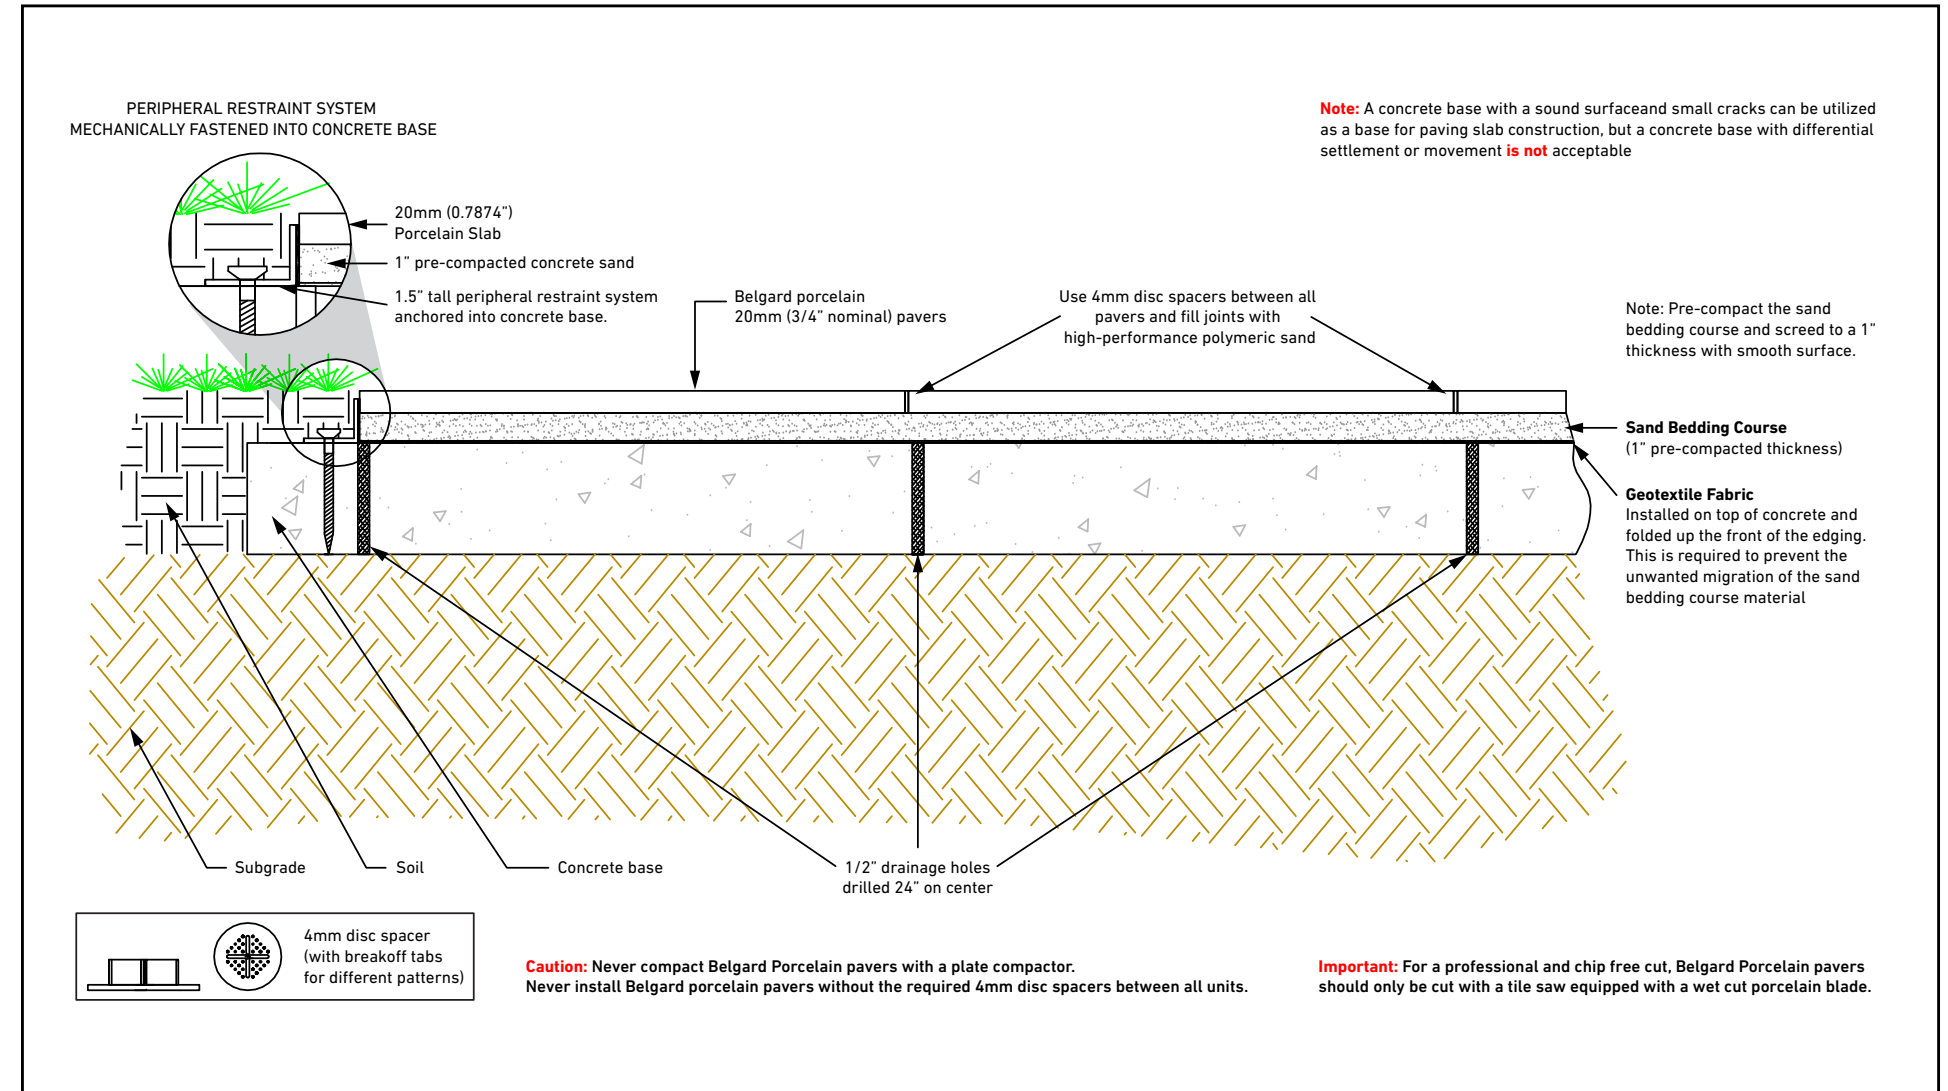 PERIPHERAL RESTRAINT SYSTEM
MECHANICALLY FASTENED INTO CONCRETE BASE
Note: A concrete base with a sound surfaceand small cracks can be utilized
as a base for paving slab construction, but a concrete base with differential
settlement or movement is not acceptable
20mm (0.7874")
Porcelain Slab
1" pre-compacted concrete sand
1.5" tall peripheral restraint system
anchored into concrete base.
Belgard porcelain
20mm (3/4" nominal) pavers
Use 4mm disc spacers between all
pavers and fill joints with
high-performance polymeric sand
Note: Pre-compact the sand
bedding course and screed to a 1"
thickness with smooth surface.
Sand Bedding Course
(1" pre-compacted thickness)
Geotextile Fabric
Installed on top of concrete and
folded up the front of the edging.
This is required to prevent the
unwanted migration of the sand
bedding course material
Subgrade
Soil
Concrete base
1/2" drainage holes
drilled 24" on center
4mm disc spacer
(with breakoff tabs
for different patterns)
Caution: Never compact Belgard Porcelain pavers with a plate compactor.
Never install Belgard porcelain pavers without the required 4mm disc spacers between all units.
Important: For a professional and chip free cut, Belgard Porcelain pavers
should only be cut with a tile saw equipped with a wet cut porcelain blade.